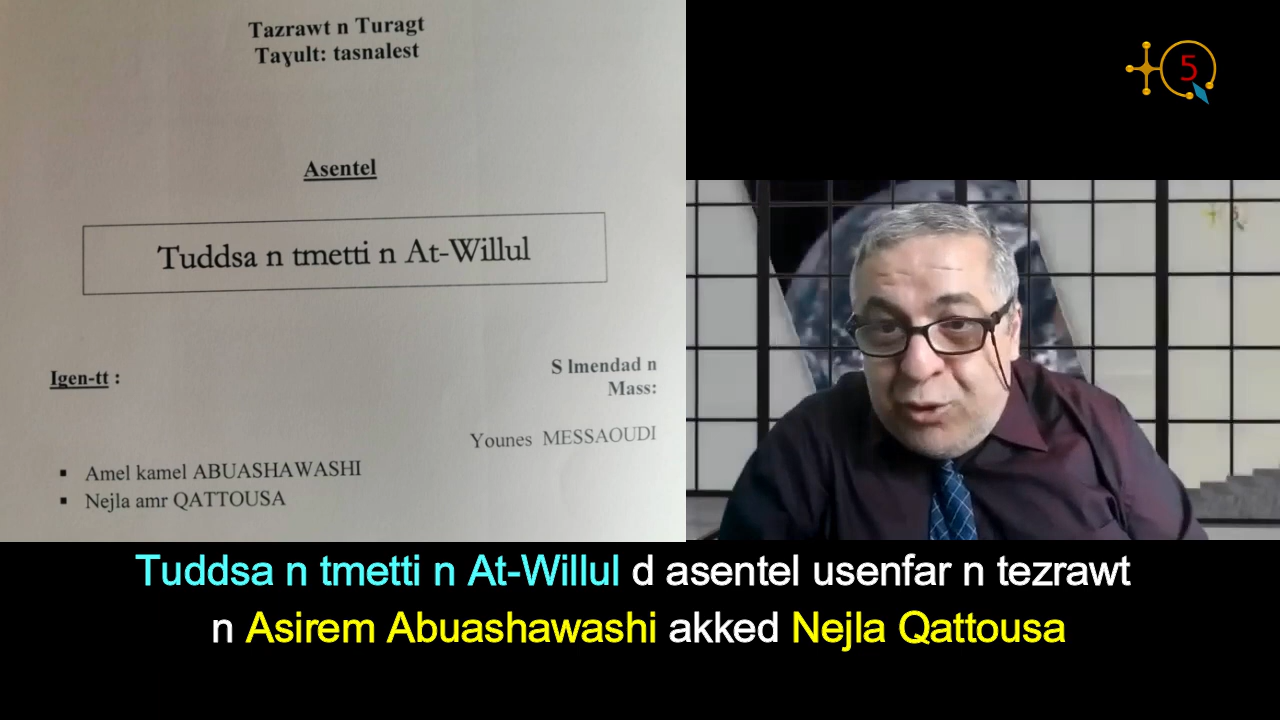 Tazrawt n Turagt
Taɣult: tasnalest
Asentel
Tuddsa n tmetti n At-Willul
Igen-tt :
S lmendad n
Mass:
Younes MESSAOUDI
▪ Amel kamel ABUASHAWASHI
▪ Nejla amr QATTOUSA
5
Tuddsa n tmetti n At-Willul d asentel usenfar n tezrawt
n Asirem Abuashawashi akked Nejla Qattousa